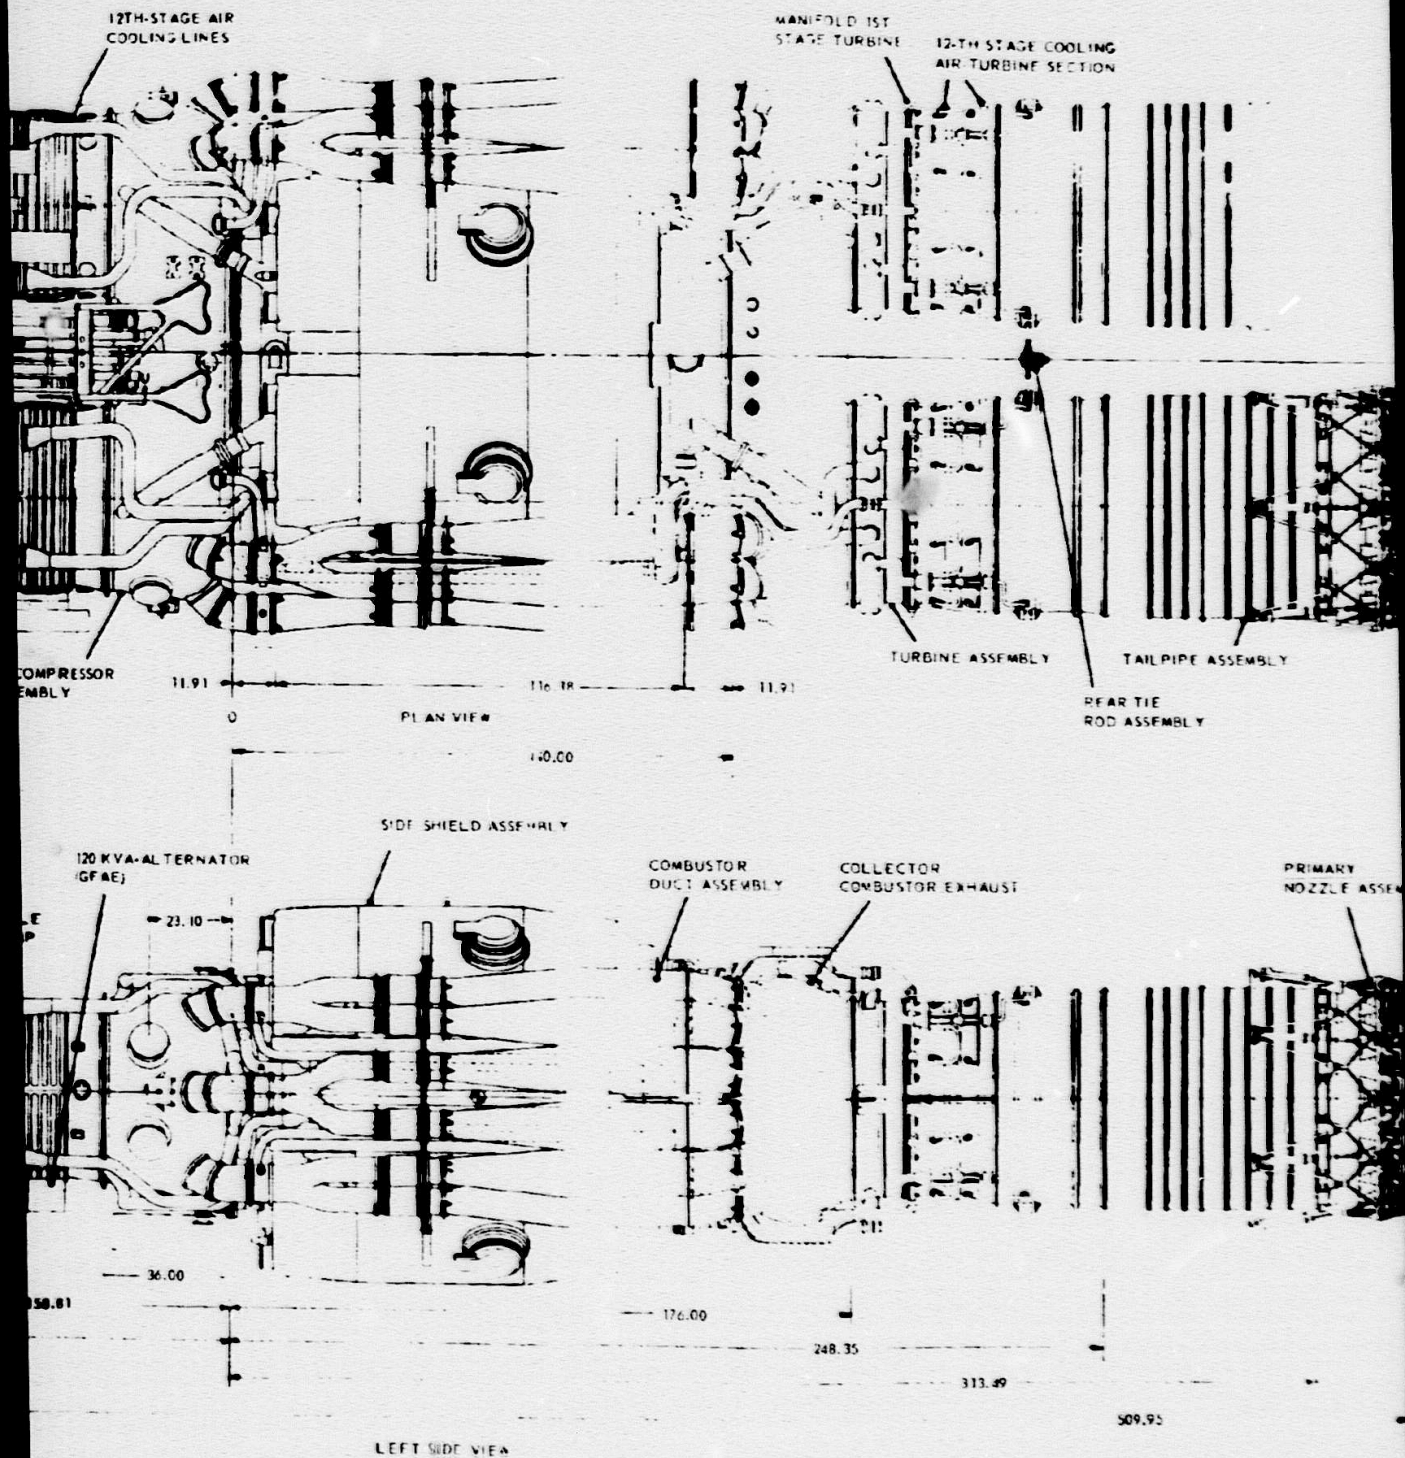 12TH-STAGE AIR
COOLING LINES
MANIFOLD 1ST
STAGE TURBINE
12-TH STAGE COOLING
AIR-TURBINE SECTION
COMPRESSOR
EMBLY
TURBINE ASSEMBLY
TAILPIPE ASSEMBLY
REAR TIE
ROD ASSEMBLY
11.91
11.91
0
PLAN VIEW
SIDE SHIELD ASSEMBLY
120 KVA-ALTERNATOR
(GFAE)
COMBUSTOR
DUCT ASSEMBLY
COLLECTOR
COMBUSTOR EXHAUST
PRIMARY
NOZZLE ASSEM
E
P
23.10
36.00
176.00
248.35
313.49
509.95
LEFT SIDE VIEW